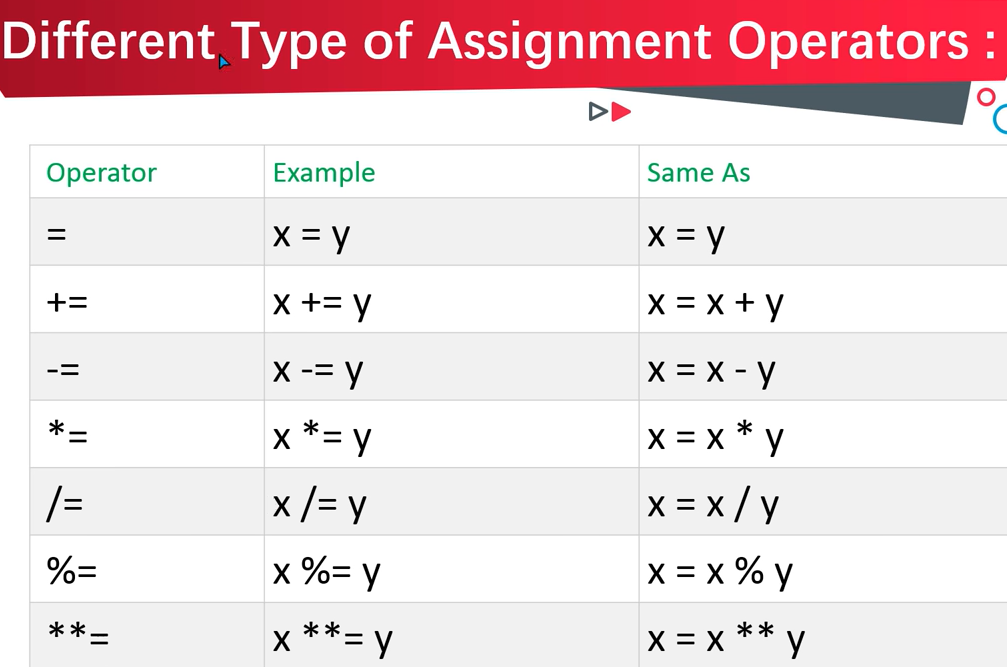 Different Type of Assignment Operators :
Operator Example Same As
= x = y x = y
+= x += y x = x + y
-= x -= y x = x - y
*= x *= y x = x * y
/= x /= y x = x / y
%= x %= y x = x % y
**= x **= y x = x ** y